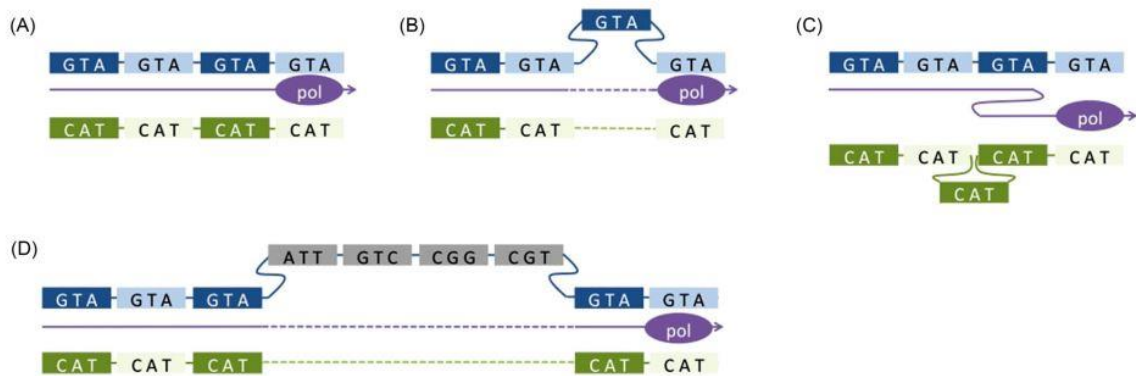 (A)
GTA GTA GTA GTA
pol
CAT CAT CAT CAT
(B)
GTA
GTA GTA GTA
pol
CAT CAT CAT
(C)
GTA GTA GTA GTA
pol
CAT CAT CAT CAT
CAT
(D)
ATT GTC CGG CGT
GTA GTA GTA GTA GTA
pol
CAT CAT CAT CAT CAT